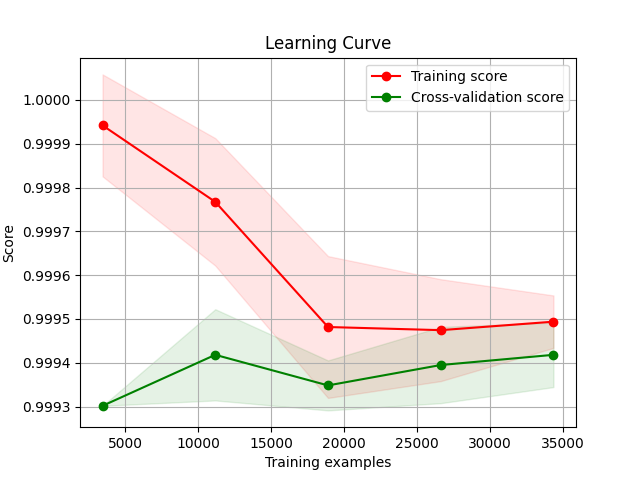 Learning Curve
Training score
Cross-validation score
1.0000
0.9999
0.9998
0.9997
0.9996
0.9995
0.9994
0.9993
Score
5000 10000 15000 20000 25000 30000 35000
Training examples